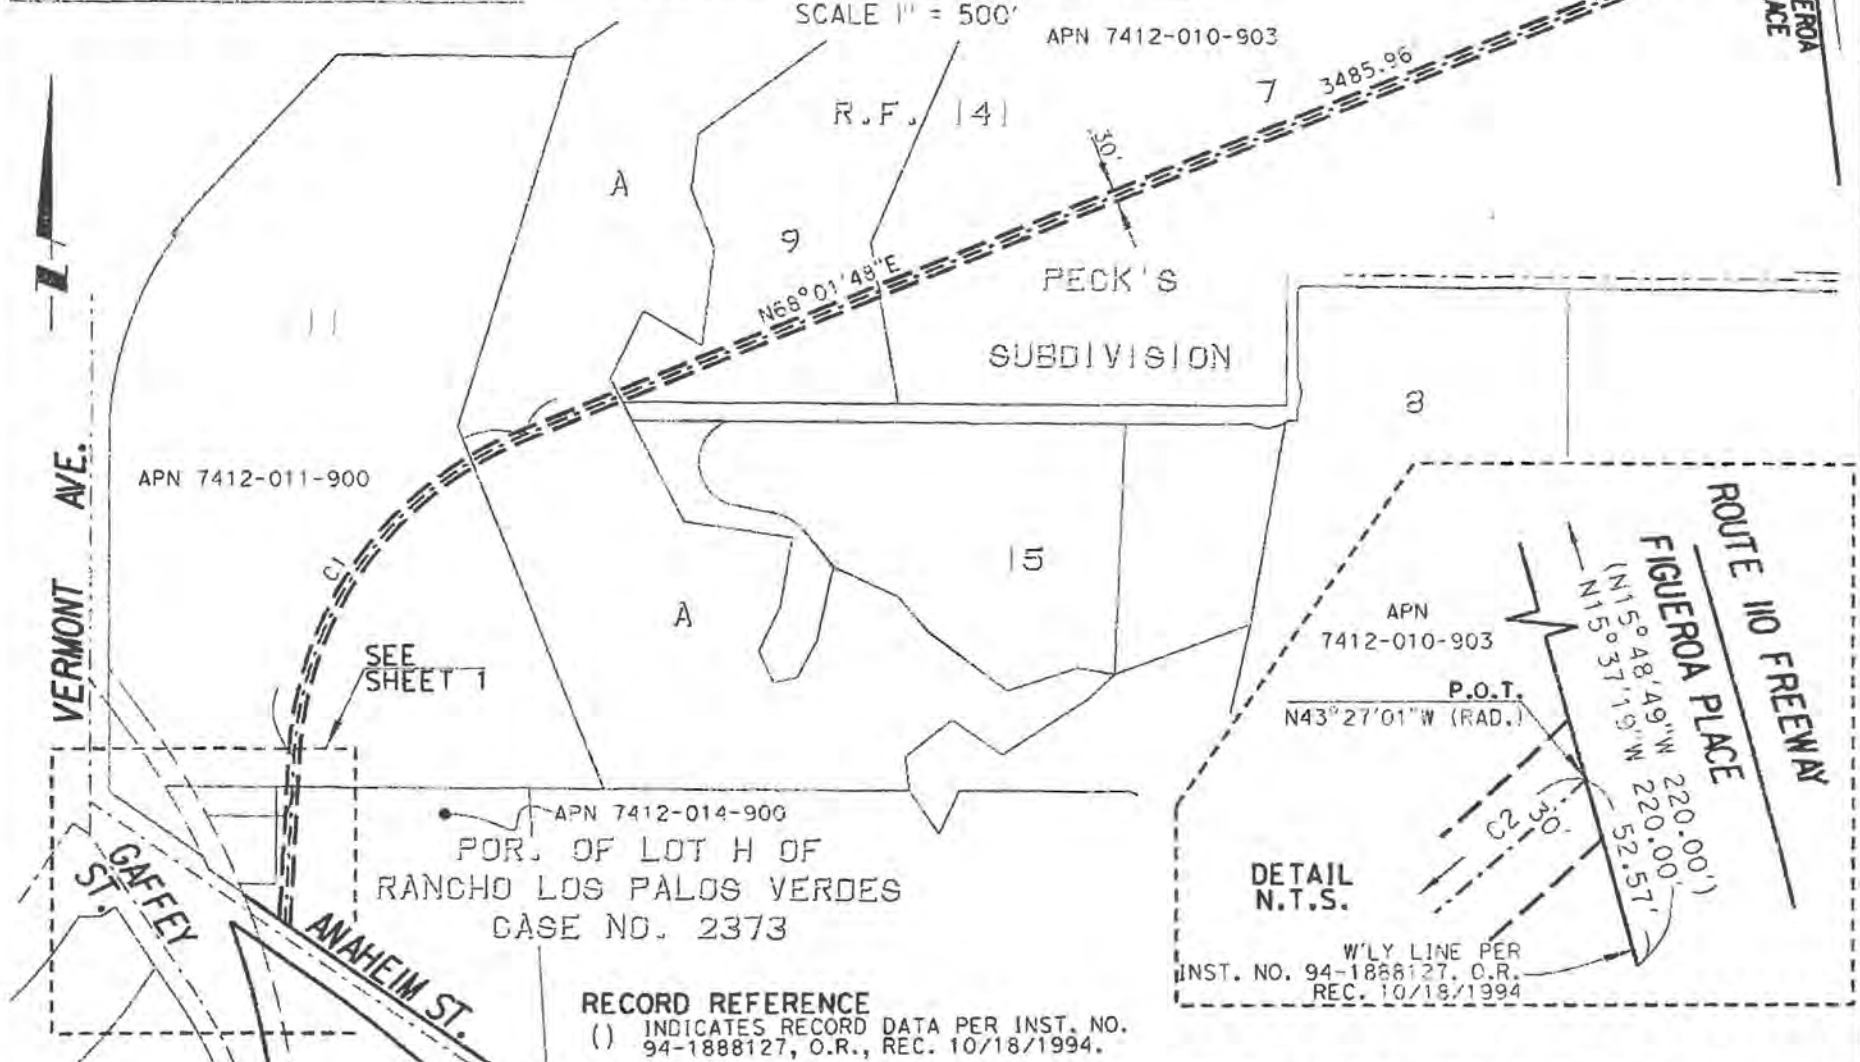 SCALE 1" = 500'
APN 7412-010-903
EROA
ACE
7
3485.96'
R.F. 141
30'
A
9
PECK'S
N68°01'48"E
11
SUBDIVISION
8
VERMONT AVE.
APN 7412-011-900
C1
15
A
SEE
SHEET 1
ROUTE 110 FREEWAY
FIGUEROA PLACE
(N15°48'49"W 220.00')
N15°37'19"W 220.00'
52.57'
APN
7412-010-903
P.O.T.
N43°27'01"W (RAD.)
C2
30'
DETAIL
N.T.S.
W'LY LINE PER
INST. NO. 94-1888127, O.R.
REC. 10/18/1994
APN 7412-014-900
POR. OF LOT H OF
RANCHO LOS PALOS VERDES
CASE NO. 2373
GAFFEY
ST.
ANAHEIM ST.
RECORD REFERENCE
() INDICATES RECORD DATA PER INST. NO.
94-1888127, O.R., REC. 10/18/1994.